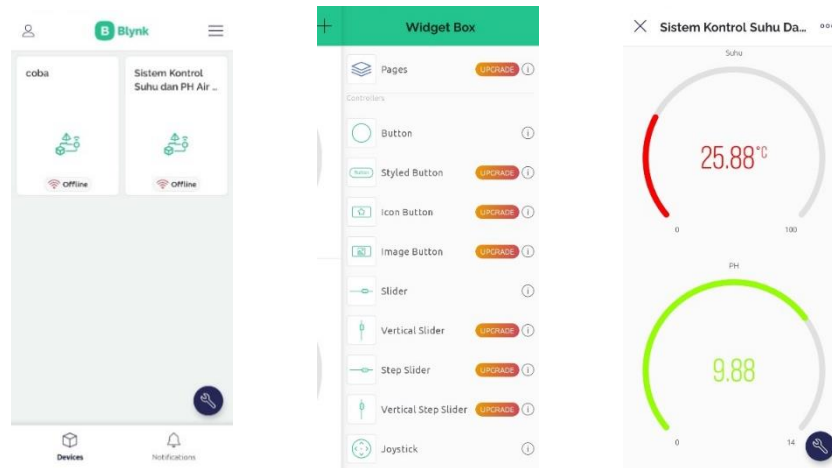 B Blynk
coba
Sistem Kontrol
Suhu dan PH Air ..
Offline
Offline
Devices
Notifications
Widget Box
Pages
UPGRADE
Controllers
Button
Button
Styled Button
UPGRADE
Icon Button
UPGRADE
Image Button
UPGRADE
Slider
Vertical Slider
UPGRADE
Step Slider
UPGRADE
Vertical Step Slider
UPGRADE
Joystick
Sistem Kontrol Suhu Da...
Suhu
25.88°C
0
100
PH
9.88
0
14